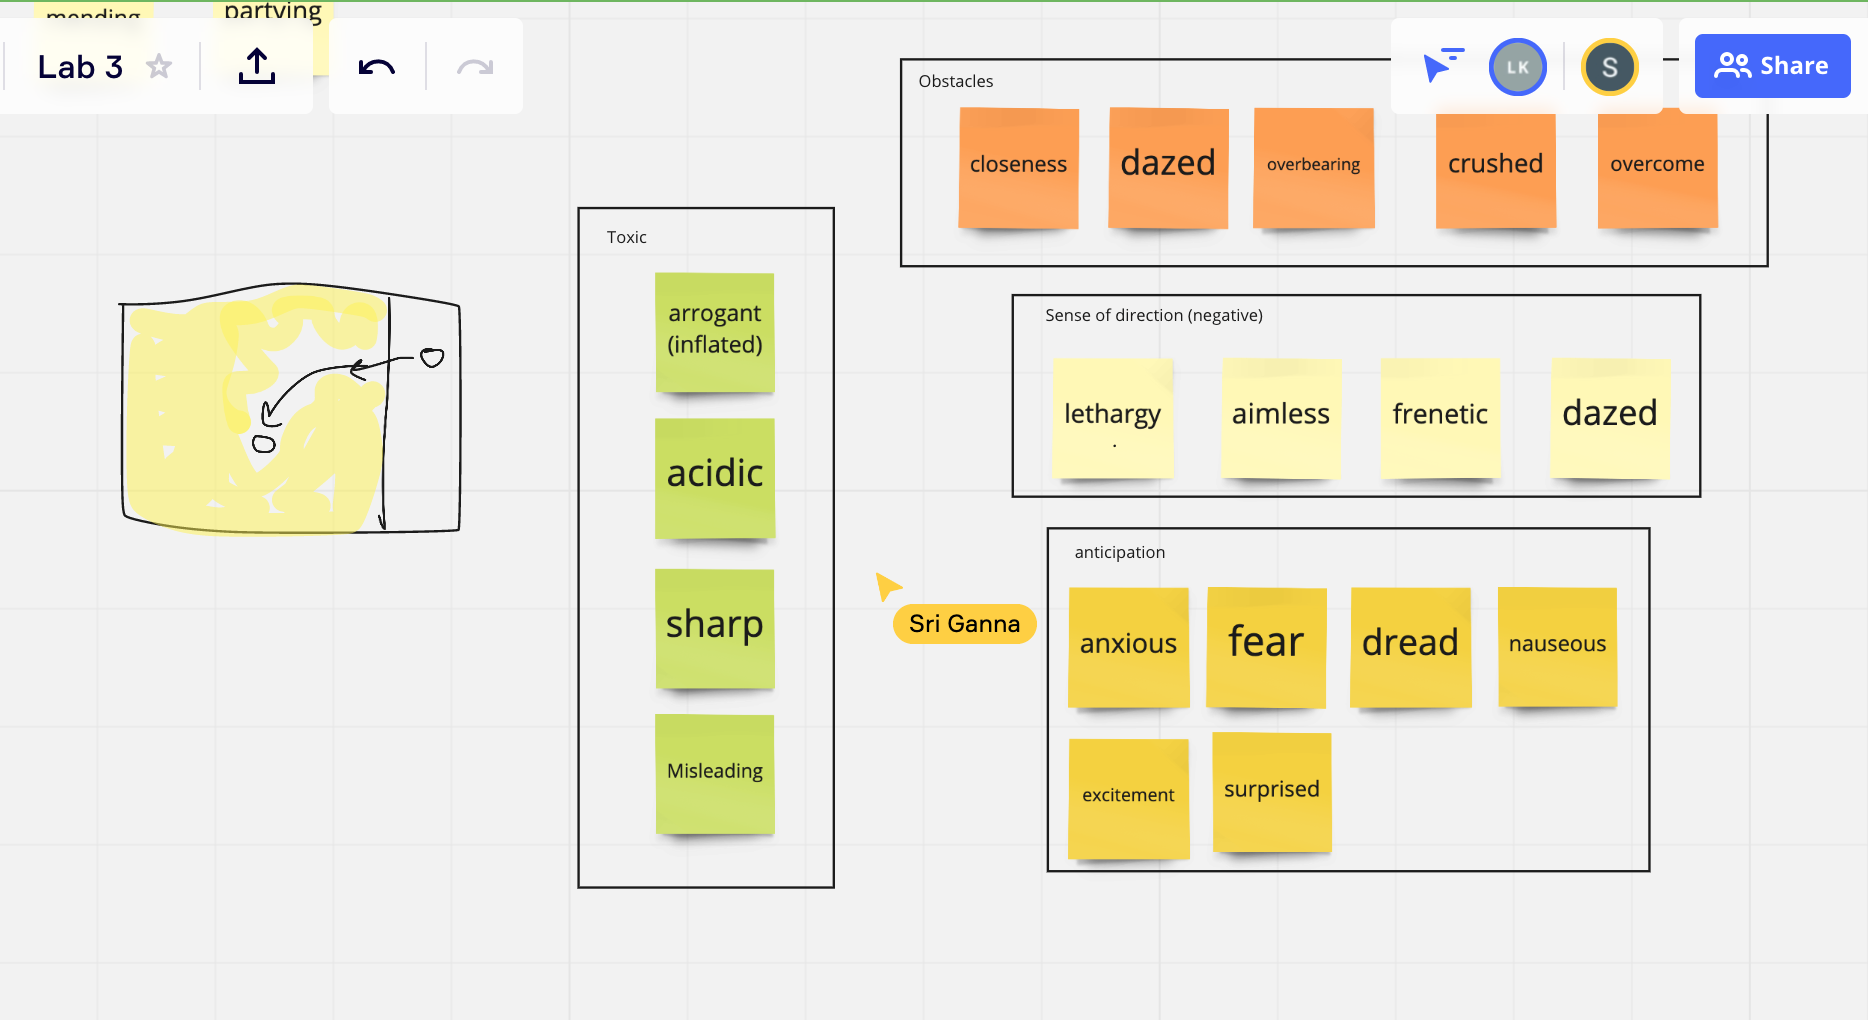 mending
partying
Lab 3
LK
S
Share
Obstacles
closeness
dazed
overbearing
crushed
overcome
Toxic
arrogant
(inflated)
acidic
sharp
Misleading
Sense of direction (negative)
lethargy
.
aimless
frenetic
dazed
Sri Ganna
anticipation
anxious
fear
dread
nauseous
excitement
surprised